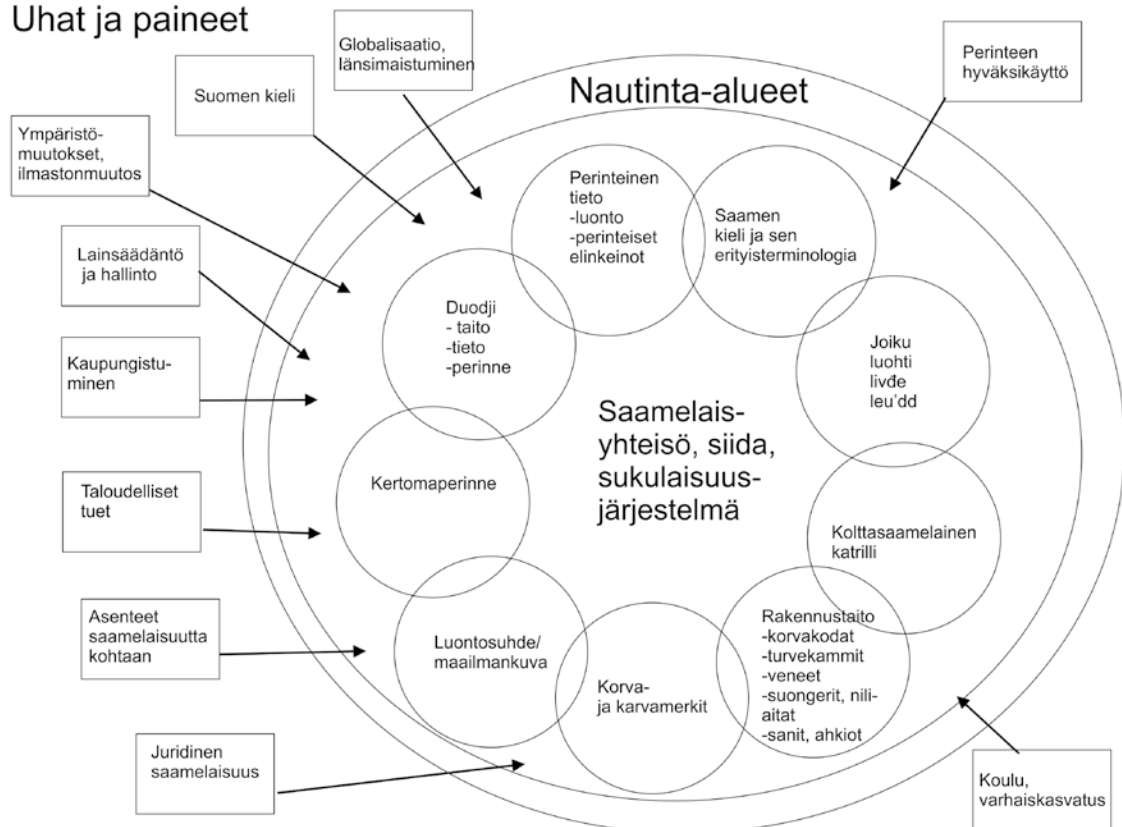 Uhat ja paineet
Globalisaatio,
länsimaistuminen
Perinteen
hyväksikäyttö
Suomen kieli
Nautinta-alueet
Ympäristö-
muutokset,
ilmastonmuutos
Perinteinen
tieto
-luonto
-perinteiset
elinkeinot
Saamen
kieli ja sen
erityisterminologia
Lainsäädäntö
ja hallinto
Duodji
- taito
-tieto
-perinne
Joiku
luohti
livđe
leu'dd
Kaupungistu-
minen
Saamelais-
yhteisö, siida,
sukulaisuus-
järjestelmä
Kertomaperinne
Taloudelliset
tuet
Kolttasaamelainen
katrilli
Asenteet
saamelaisuutta
kohtaan
Luontosuhde/
maailmankuva
Korva-
ja karvamerkit
Rakennustaito
-korvakodat
-turvekammit
-veneet
-suongerit, nili-
aitat
-sanit, ahkiot
Juridinen
saamelaisuus
Koulu,
varhaiskasvatus